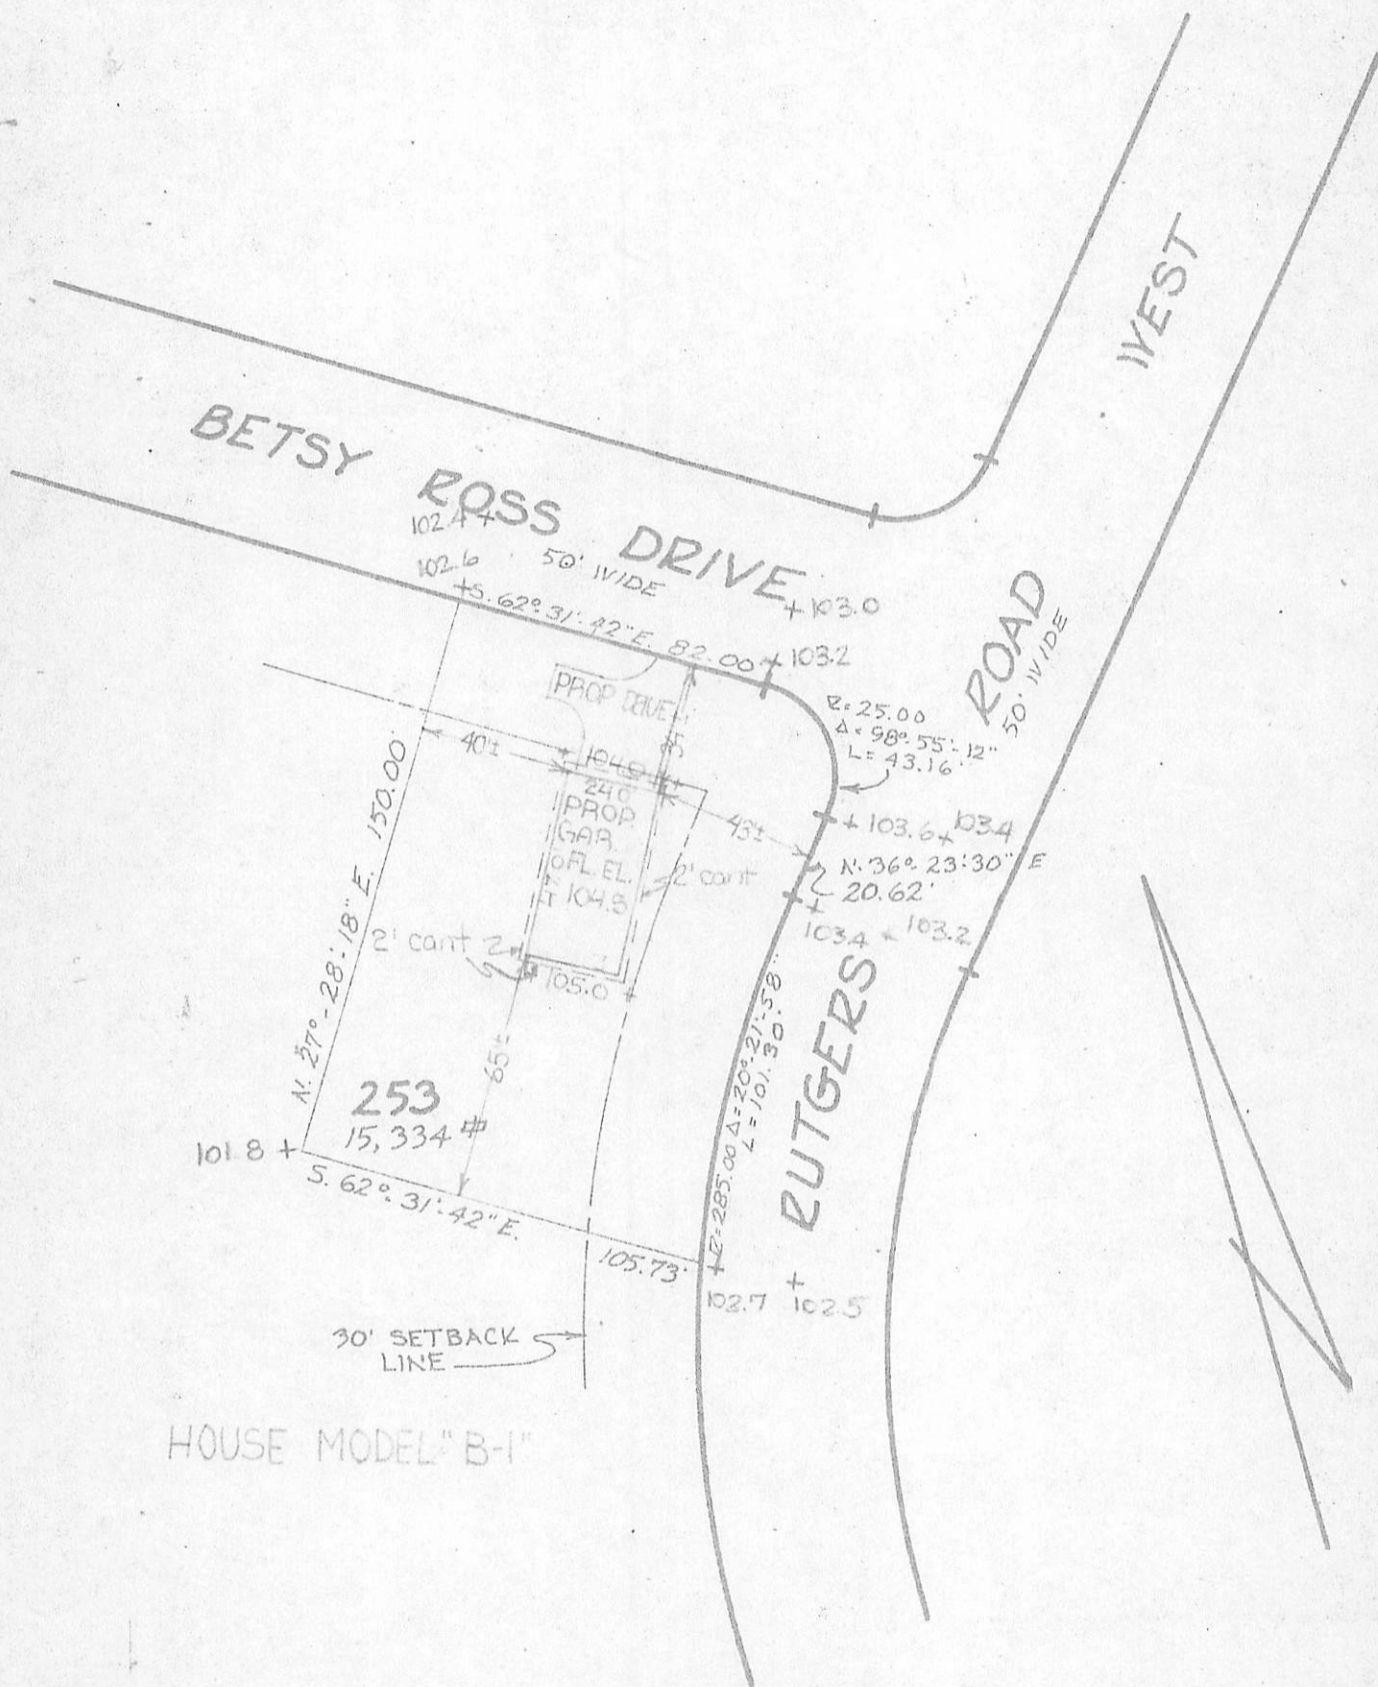 WEST
BETSY ROSS DRIVE
50' WIDE
102.4
102.6
S. 62°-31'-42" E. 82.00
103.0
103.2
ROAD
50' WIDE
R=25.00
Δ=98°-55'-12"
L=43.16
PROP DRIVE
40'±
104.0
24.0
35
43'±
PROP.
GAR.
FL. EL.
104.5
2' cant
103.6
103.4
N. 36°-23'-30" E
20.62'
103.4
103.2
2' cant
105.0
65'±
N. 27°-28'-18" E. 150.00'
253
15,334
101.8
S. 62°-31'-42" E.
105.73'
R=285.00 Δ=20°-21'-58"
L=101.30'
RUTGERS
102.7
102.5
30' SETBACK
LINE
HOUSE MODEL "B-1"